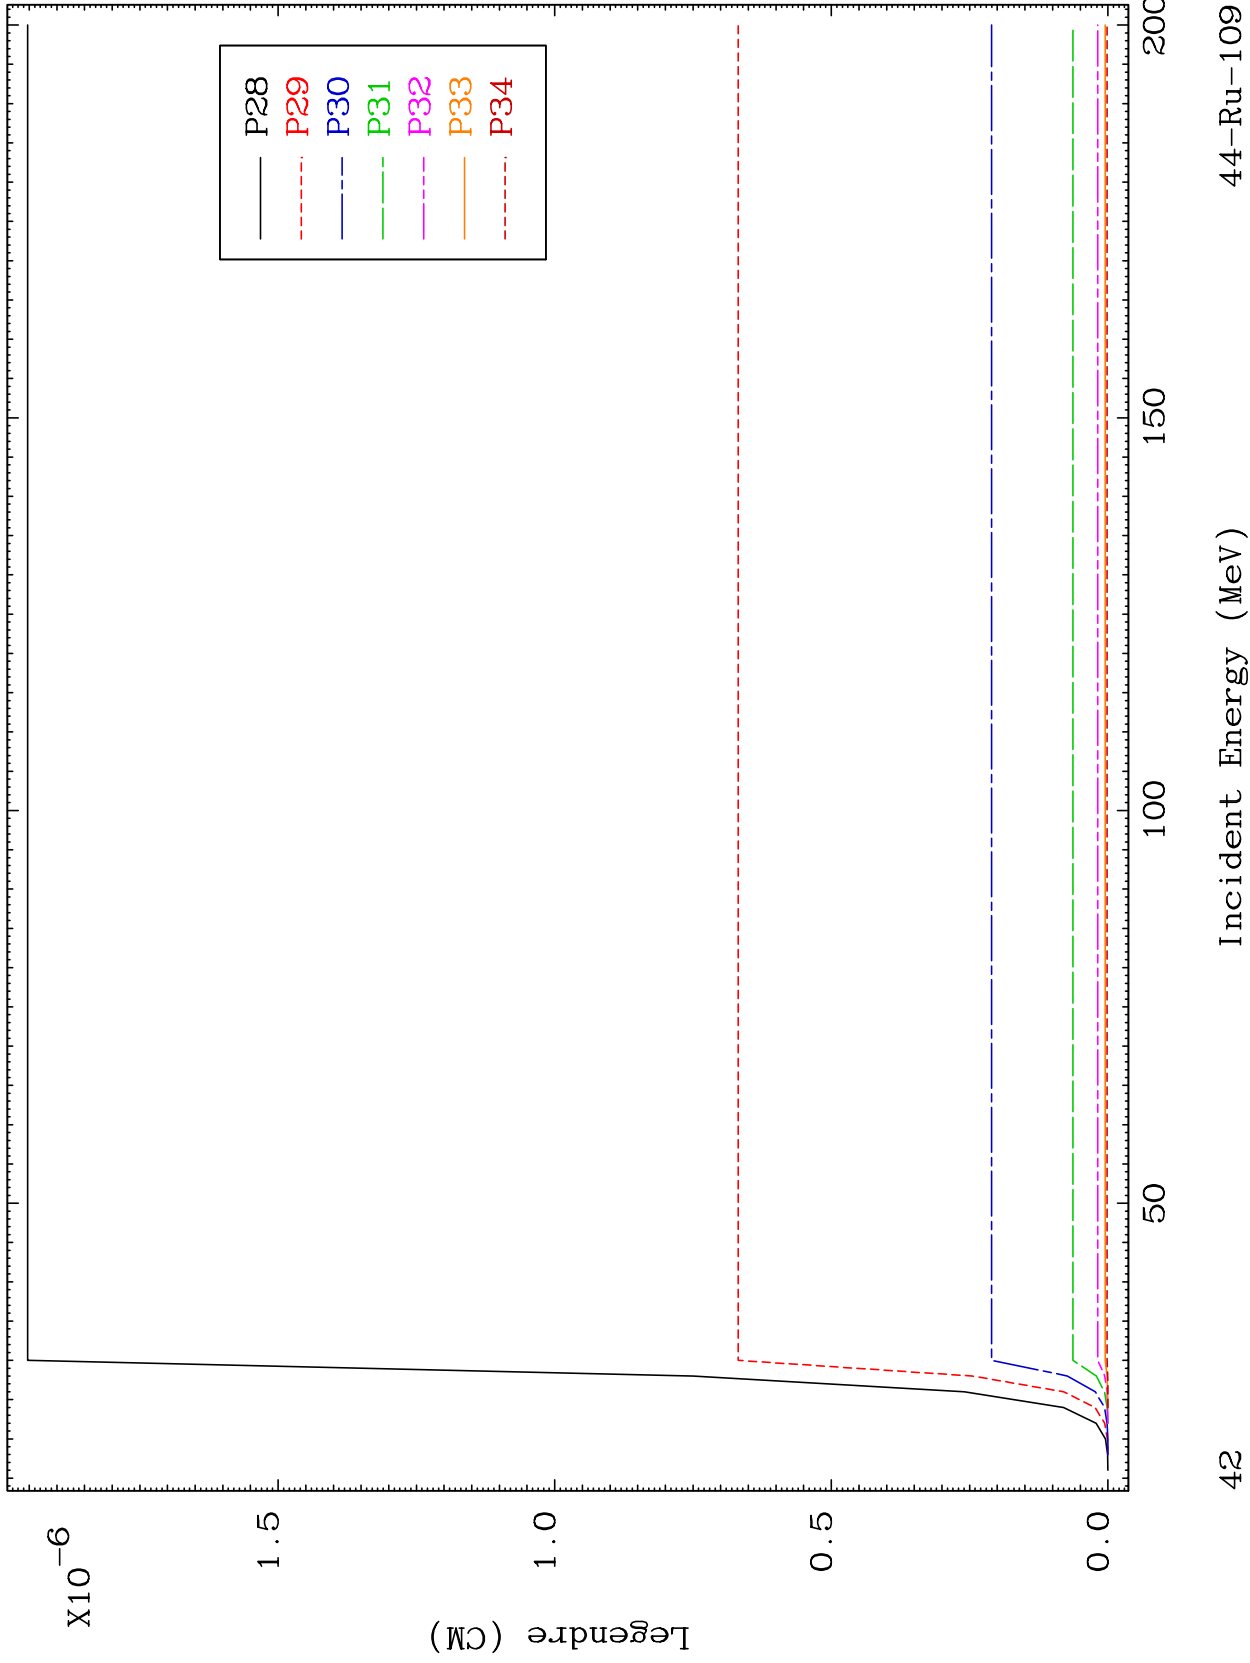 X10-6
1.5
1.0
0.5
0.0
Legendre (CM)
P28
P29
P30
P31
P32
P33
P34
50
100
150
200
Incident Energy (MeV)
42
44-Ru-109